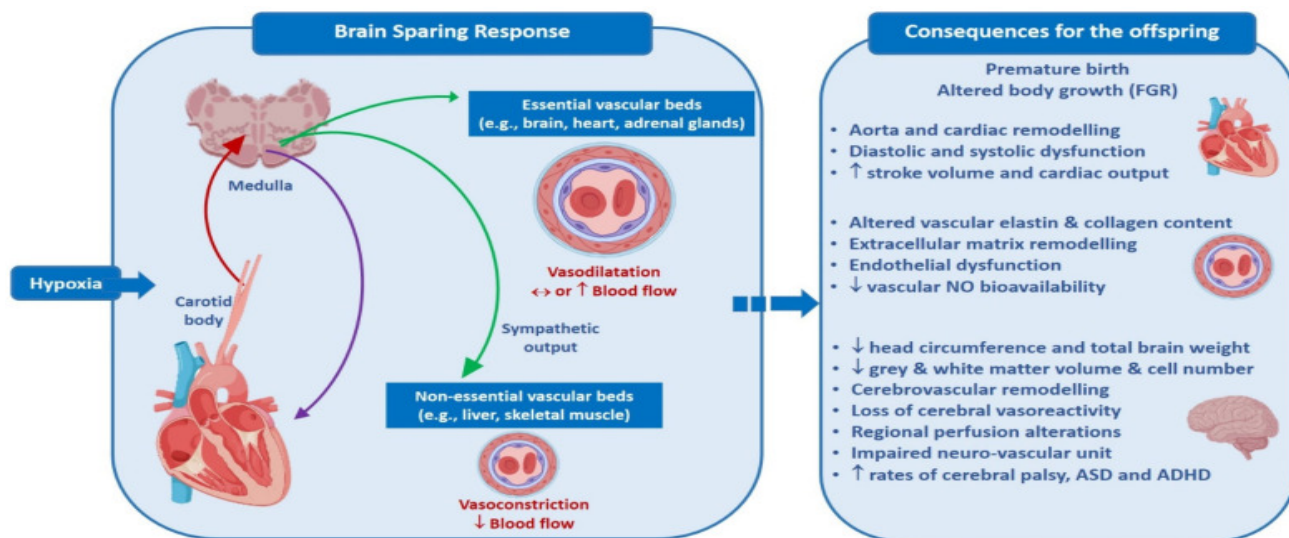 Brain Sparing Response
Hypoxia
Medulla
Carotid
body
Essential vascular beds
(e.g., brain, heart, adrenal glands)
Vasodilatation
↔ or ↑ Blood flow
Sympathetic
output
Non-essential vascular beds
(e.g., liver, skeletal muscle)
Vasoconstriction
↓ Blood flow
Consequences for the offspring
Premature birth
Altered body growth (FGR)
• Aorta and cardiac remodelling
• Diastolic and systolic dysfunction
• ↑ stroke volume and cardiac output
• Altered vascular elastin & collagen content
• Extracellular matrix remodelling
• Endothelial dysfunction
• ↓ vascular NO bioavailability
• ↓ head circumference and total brain weight
• ↓ grey & white matter volume & cell number
• Cerebrovascular remodelling
• Loss of cerebral vasoreactivity
• Regional perfusion alterations
• Impaired neuro-vascular unit
• ↑ rates of cerebral palsy, ASD and ADHD